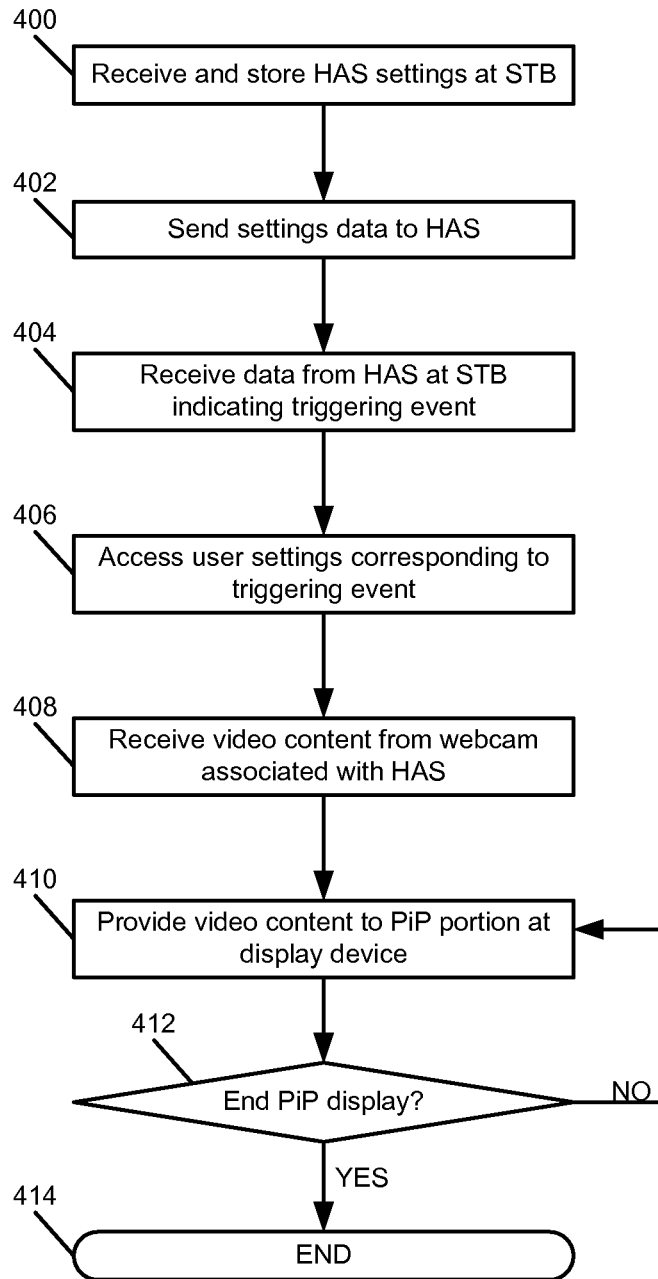 400
Receive and store HAS settings at STB
402
Send settings data to HAS
404
Receive data from HAS at STB
indicating triggering event
406
Access user settings corresponding to
triggering event
408
Receive video content from webcam
associated with HAS
410
Provide video content to PiP portion at
display device
412
End PiP display?
NO
YES
414
END